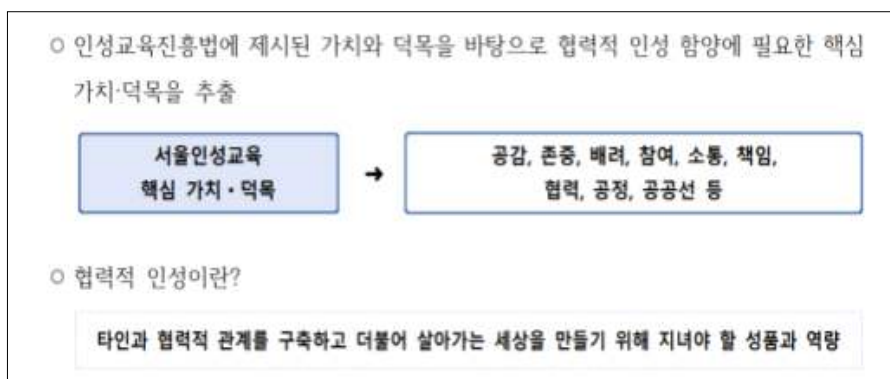 ○ 인성교육진흥법에 제시된 가치와 덕목을 바탕으로 협력적 인성 함양에 필요한 핵심
가치·덕목을 추출
서울인성교육
핵심 가치·덕목
➜
공감, 존중, 배려, 참여, 소통, 책임,
협력, 공정, 공공선 등
○ 협력적 인성이란?
타인과 협력적 관계를 구축하고 더불어 살아가는 세상을 만들기 위해 지녀야 할 성품과 역량